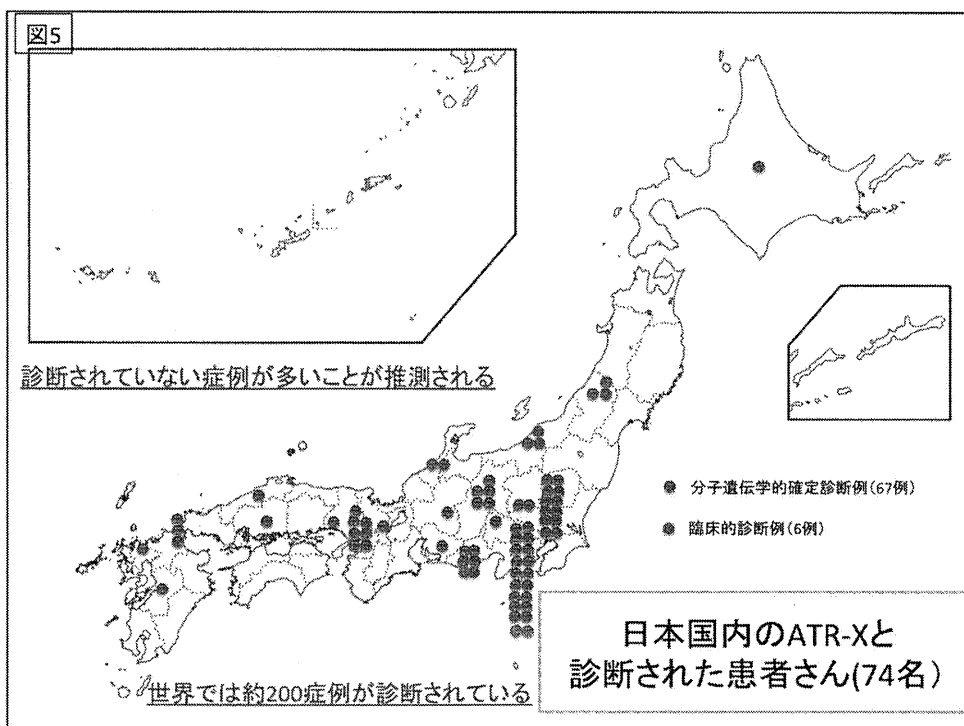 図5
診断されていない症例が多いことが推測される
分子遺伝学的確定診断例(67例)
臨床的診断例(6例)
日本国内のATR-Xと
診断された患者さん(74名)
世界では約200症例が診断されている